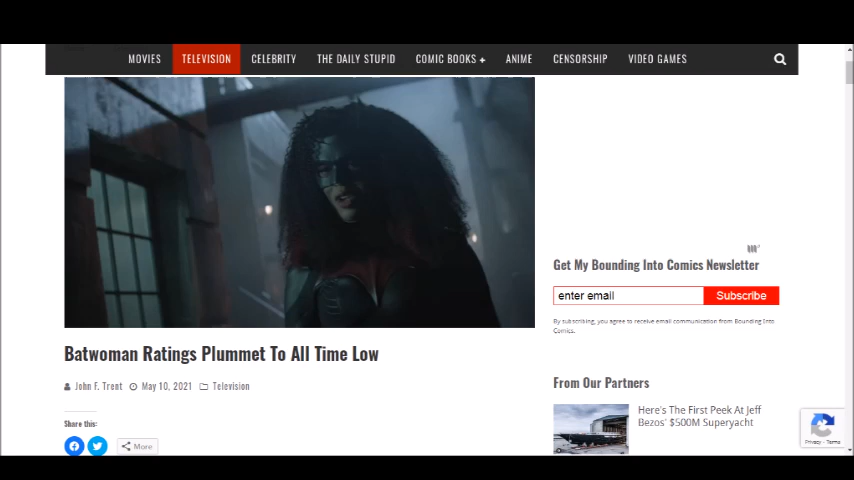 MOVIES TELEVISION CELEBRITY THE DAILY STUPID COMIC BOOKS + ANIME CENSORSHIP VIDEO GAMES
Get My Bounding Into Comics Newsletter
enter email Subscribe
By subscribing, you agree to receive email communication from Bounding Into
Comics.
Batwoman Ratings Plummet To All Time Low
John F. Trent May 10, 2021 Television
Share this:
More
From Our Partners
Here's The First Peek At Jeff
Bezos' $500M Superyacht
Privacy - Terms